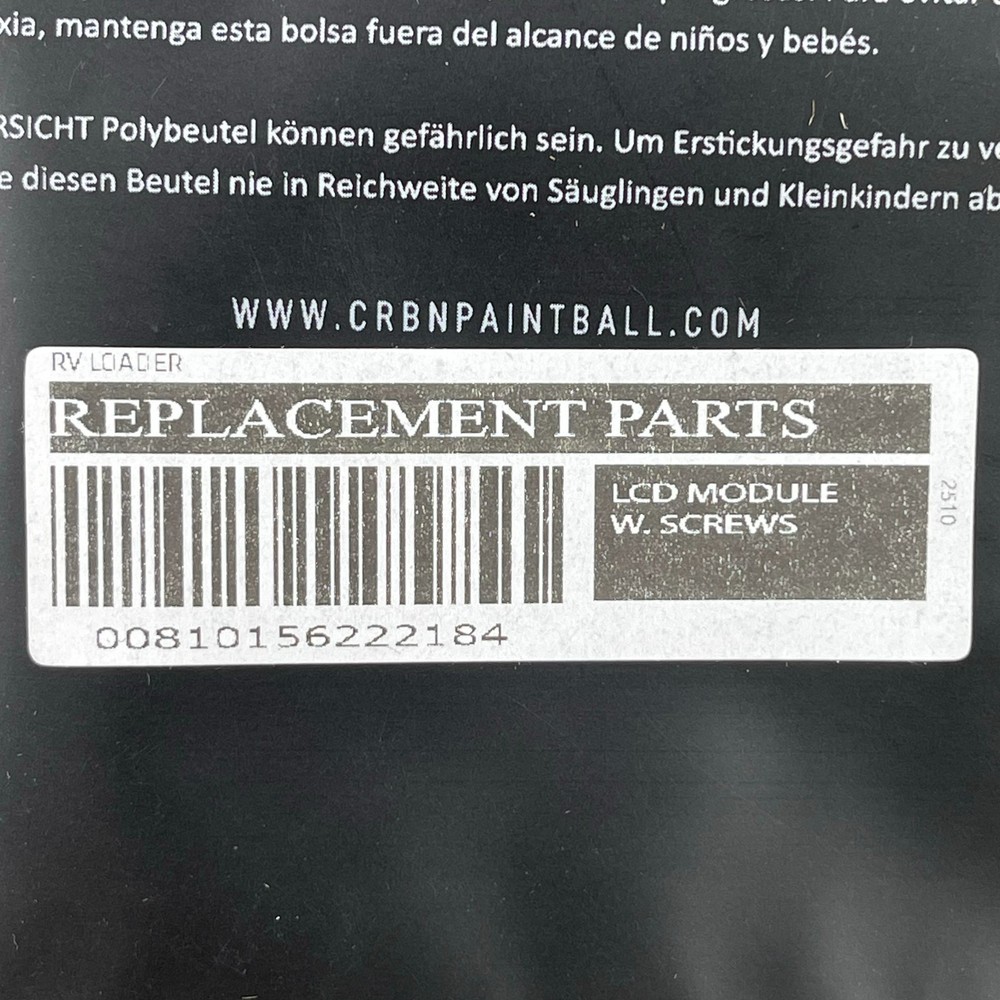 xia, mantenga esta bolsa fuera del alcance de niños y bebés.
RSICHT Polybeutel können gefährlich sein. Um Erstickungsgefahr zu ve
e diesen Beutel nie in Reichweite von Säuglingen und Kleinkindern ab
WWW.CRBNPAINTBALL.COM
RV LOADER
REPLACEMENT PARTS
LCD MODULE
W. SCREWS
2510
00810156222184